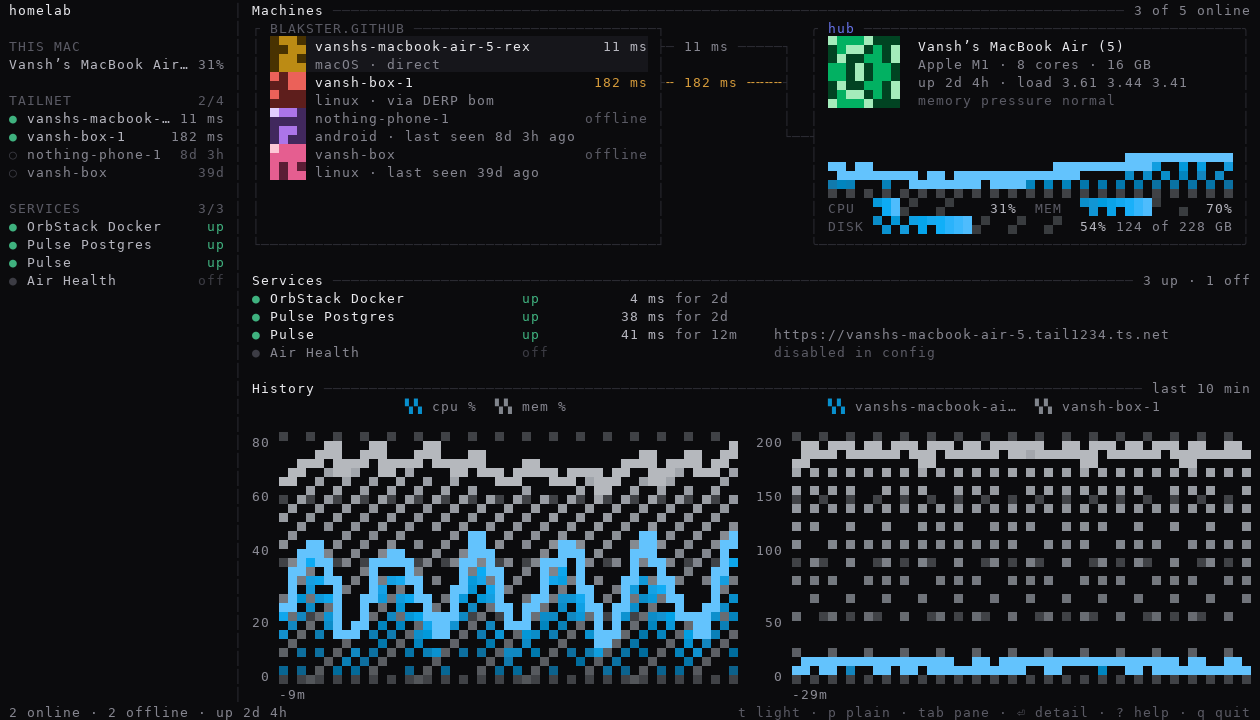 homelab
Machines 3 of 5 online
BLAKSTER.GITHUB
hub
THIS MAC
Vansh’s MacBook Air… 31%
vanshs-macbook-air-5-rex 11 ms
macOS · direct
11 ms
Vansh’s MacBook Air (5)
Apple M1 · 8 cores · 16 GB
up 2d 4h · load 3.61 3.44 3.41
memory pressure normal
vansh-box-1 182 ms
linux · via DERP bom
182 ms
nothing-phone-1 offline
android · last seen 8d 3h ago
vansh-box offline
linux · last seen 39d ago
TAILNET 2/4
vanshs-macbook-… 11 ms
vansh-box-1 182 ms
nothing-phone-1 8d 3h
vansh-box 39d
CPU 31% MEM 70%
DISK 54% 124 of 228 GB
SERVICES 3/3
OrbStack Docker up
Pulse Postgres up
Pulse up
Air Health off
Services 3 up · 1 off
OrbStack Docker up 4 ms for 2d
Pulse Postgres up 38 ms for 2d
Pulse up 41 ms for 12m https://vanshs-macbook-air-5.tail1234.ts.net
Air Health off disabled in config
History last 10 min
cpu % mem %
vanshs-macbook-ai… vansh-box-1
80
60
40
20
0
-9m
200
150
100
50
0
-29m
2 online · 2 offline · up 2d 4h
t light · p plain · tab pane · ⏎ detail · ? help · q quit